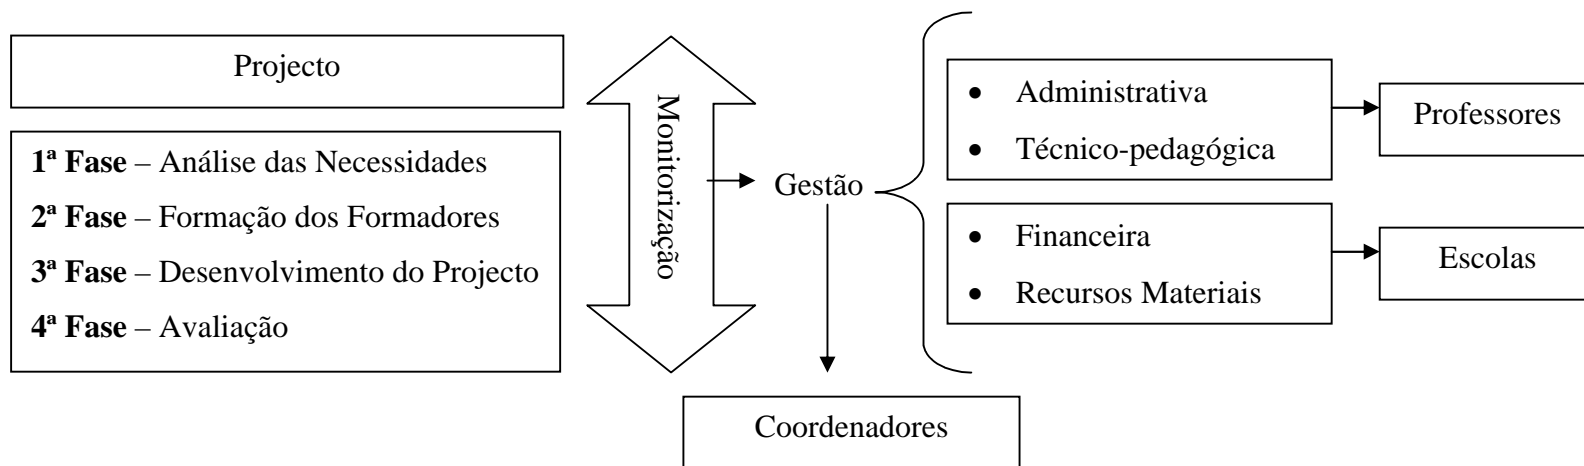 Projecto
1ª Fase – Análise das Necessidades
2ª Fase – Formação dos Formadores
3ª Fase – Desenvolvimento do Projecto
4ª Fase – Avaliação
Monitorização
Gestão
• Administrativa
• Técnico-pedagógica
• Financeira
• Recursos Materiais
Professores
Escolas
Coordenadores